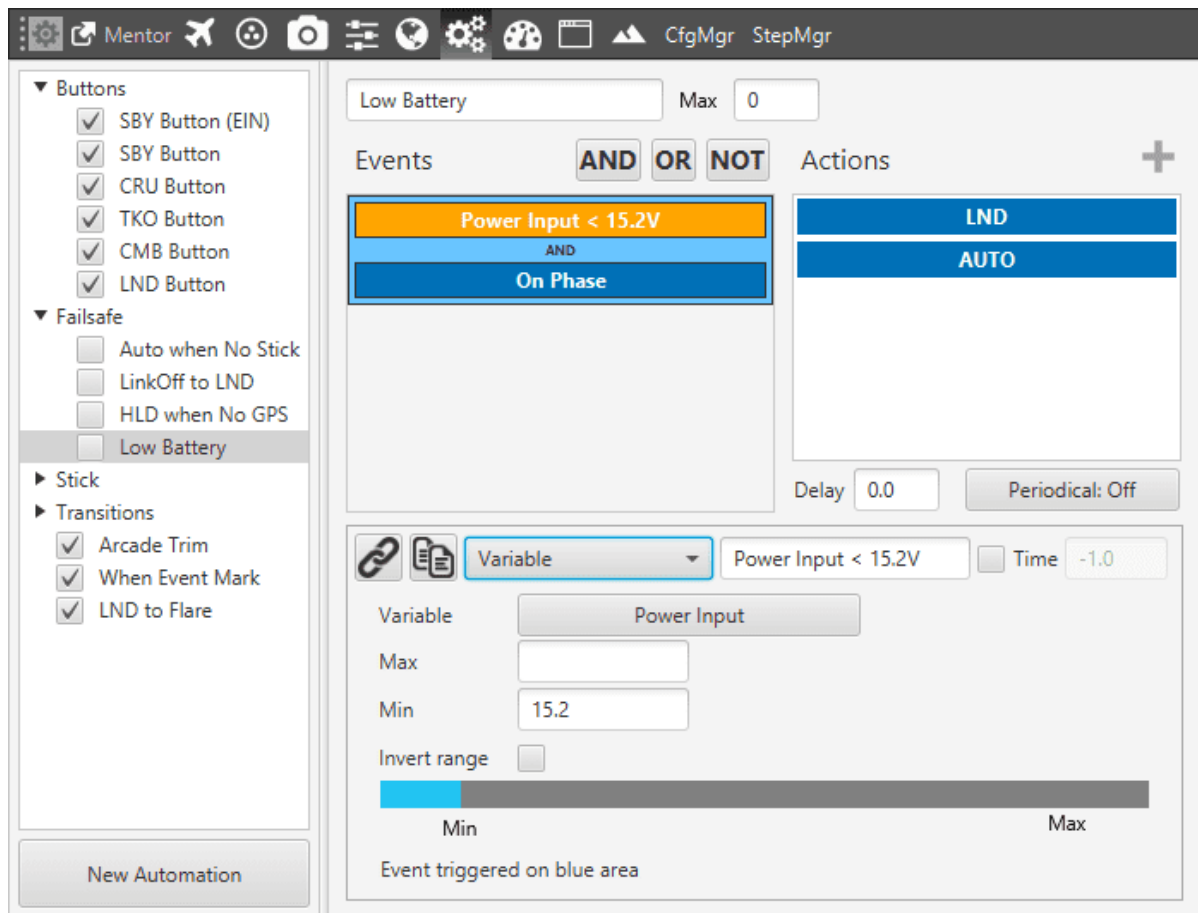 Mentor CfgMgr StepMgr
Buttons
SBY Button (EIN)
SBY Button
CRU Button
TKO Button
CMB Button
LND Button
Failsafe
Auto when No Stick
LinkOff to LND
HLD when No GPS
Low Battery
Stick
Transitions
Arcade Trim
When Event Mark
LND to Flare
New Automation
Low Battery Max 0
Events AND OR NOT Actions
Power Input < 15.2V
AND
On Phase
LND
AUTO
Delay 0.0 Periodical: Off
Variable Power Input < 15.2V Time -1.0
Variable Power Input
Max
Min 15.2
Invert range
Min Max
Event triggered on blue area